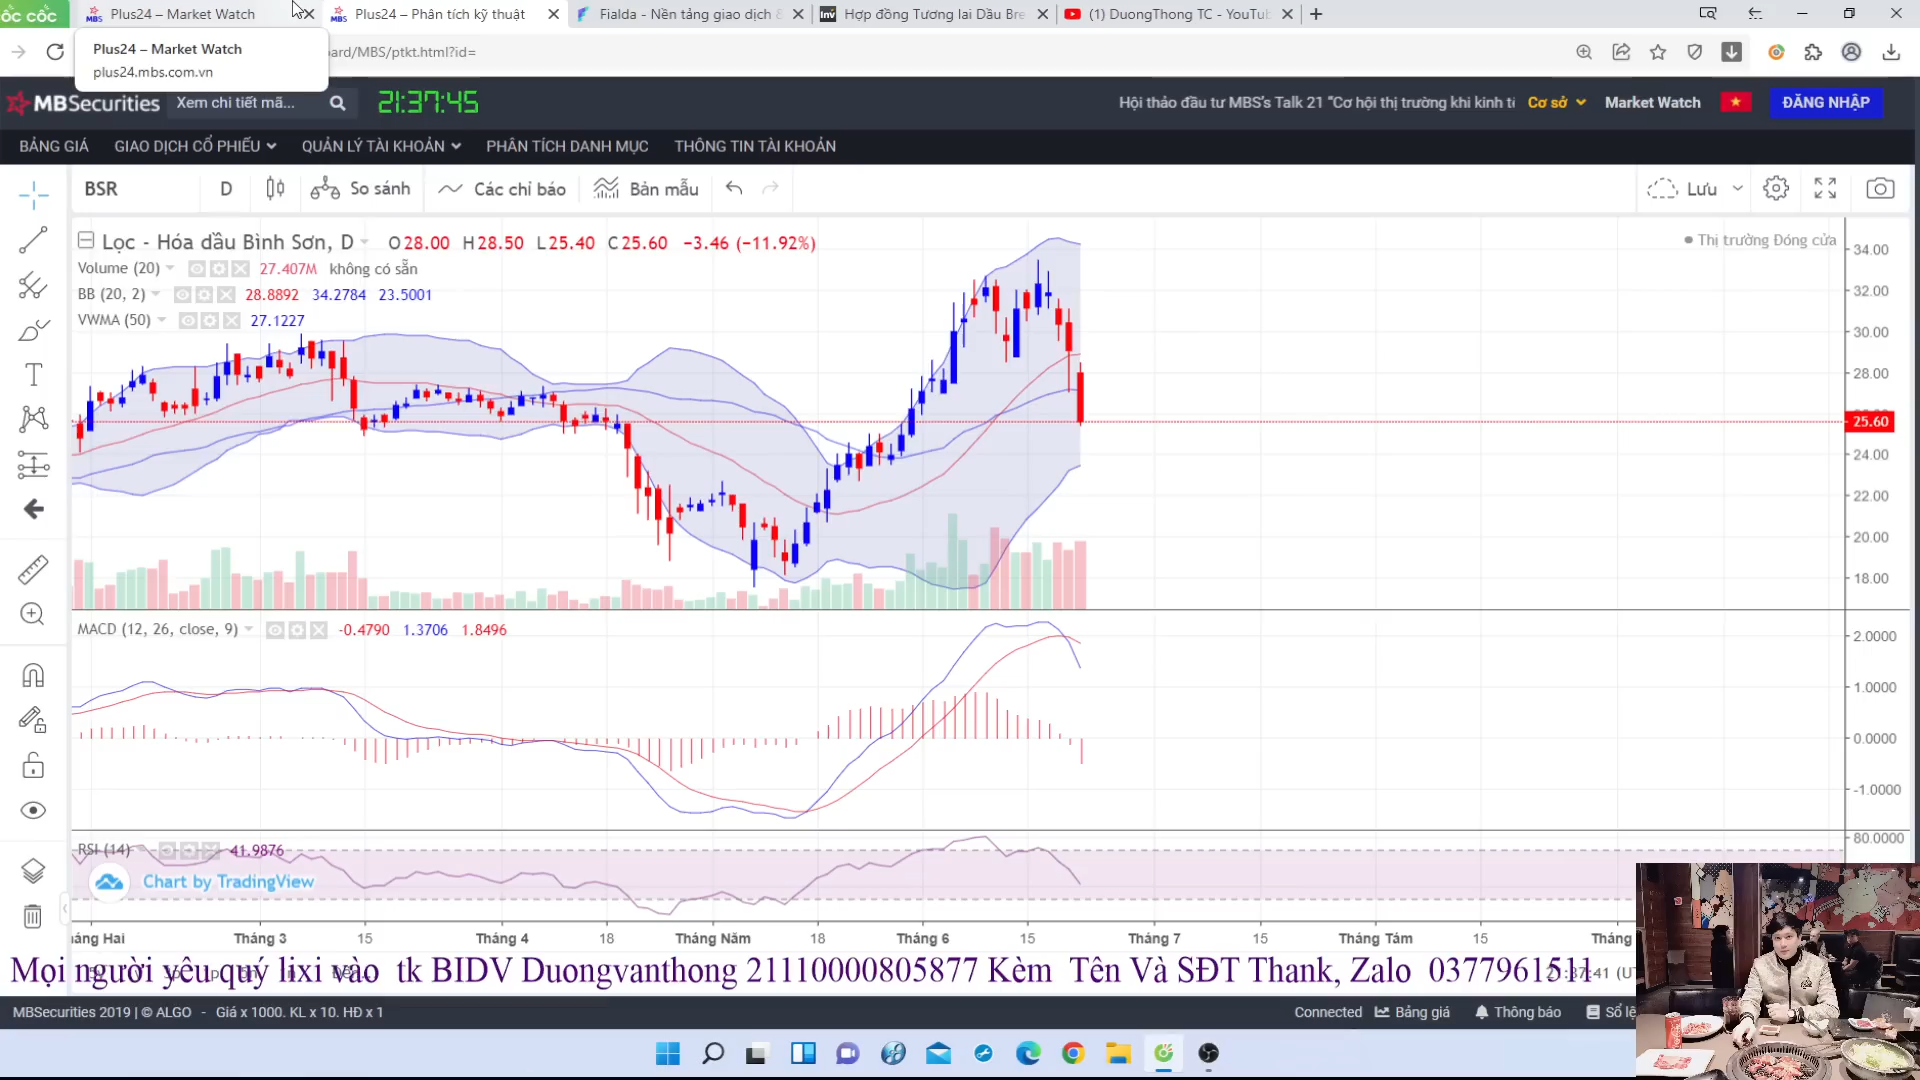 ốc cốc
Plus24 – Market Watch
Plus24 – Phân tích kỹ thuật
Fialda - Nền tảng giao dịch &
Hợp đồng Tương lai Dầu Bre
(1) DuongThong TC - YouTub
Plus24 – Market Watch
plus24.mbs.com.vn
ard/MBS/ptkt.html?id=
MBSecurities
Xem chi tiết mã...
21:37:45
Hội thảo đầu tư MBS’s Talk 21 “Cơ hội thị trường khi kinh tế
Cơ sở
Market Watch
ĐĂNG NHẬP
BẢNG GIÁ
GIAO DỊCH CỔ PHIẾU
QUẢN LÝ TÀI KHOẢN
PHÂN TÍCH DANH MỤC
THÔNG TIN TÀI KHOẢN
BSR
D
So sánh
Các chỉ báo
Bản mẫu
Lưu
Lọc - Hóa dầu Bình Sơn, D
O28.00 H28.50 L25.40 C25.60 −3.46 (−11.92%)
Thị trường Đóng cửa
Volume (20) 27.407M không có sẵn
BB (20, 2) 28.8892 34.2784 23.5001
VWMA (50) 27.1227
34.00
32.00
30.00
28.00
25.60
24.00
22.00
20.00
18.00
MACD (12, 26, close, 9) -0.4790 1.3706 1.8496
2.0000
1.0000
0.0000
-1.0000
RSI (14) 41.9876
80.0000
Chart by TradingView
Tháng 3
15
Tháng 4
18
Tháng Năm
18
Tháng 6
15
Tháng 7
15
Tháng Tám
15
Tháng
Mọi người yêu quý lixi vào tk BIDV Duongvanthong 21110000805877 Kèm Tên Và SĐT Thank, Zalo 0377961511
MBSecurities 2019 | © ALGO - Giá x 1000. KL x 10. HĐ x 1
Connected
Bảng giá
Thông báo
Sổ lệ